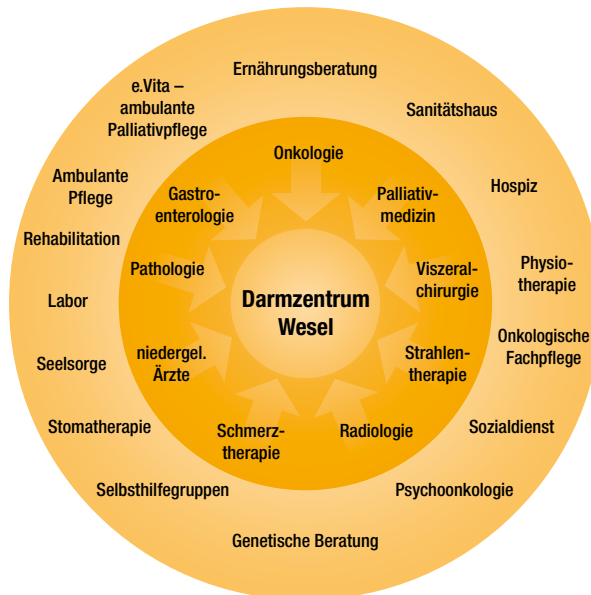 Ernährungsberatung
e.Vita –
ambulante
Palliativpflege
Sanitätshaus
Onkologie
Ambulante
Pflege
Gastro-
enterologie
Palliativ-
medizin
Hospiz
Rehabilitation
Pathologie
Viszeral-
chirurgie
Physio-
therapie
Labor
Darmzentrum
Wesel
Onkologische
Fachpflege
Seelsorge
niedergel.
Ärzte
Strahlen-
therapie
Stomatherapie
Schmerz-
therapie
Radiologie
Sozialdienst
Selbsthilfegruppen
Psychoonkologie
Genetische Beratung